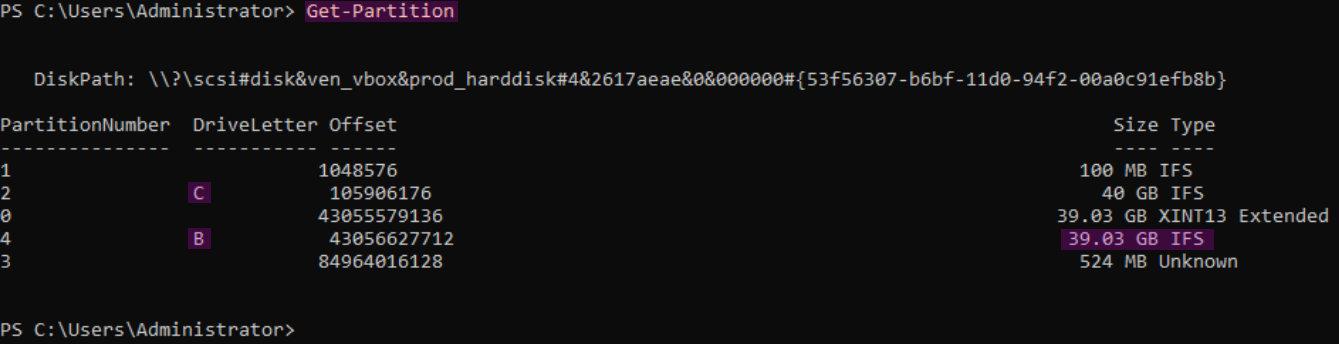 PS C:\Users\Administrator> Get-Partition
DiskPath: \\?\scsi#disk&ven_vbox&prod_harddisk#4&2617aeae&0&000000#{53f56307-b6bf-11d0-94f2-00a0c91efb8b}
PartitionNumber DriveLetter Offset Size Type
--------------- ----------- ------ ---- ----
1 1048576 100 MB IFS
2 C 105906176 40 GB IFS
0 43055579136 39.03 GB XINT13 Extended
4 B 43056627712 39.03 GB IFS
3 84964016128 524 MB Unknown
PS C:\Users\Administrator>